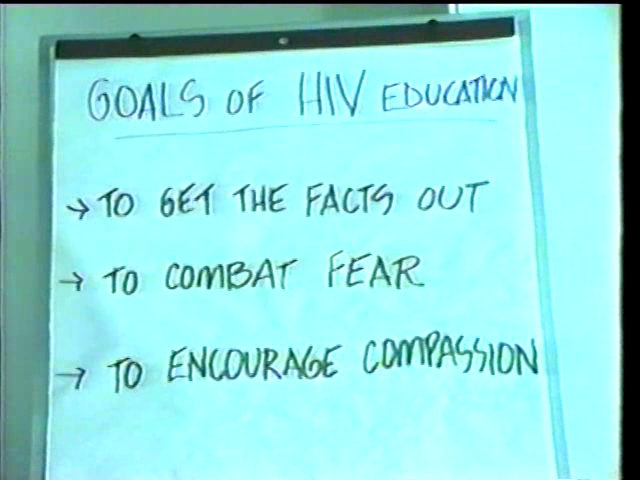 GOALS OF HIV EDUCATION
→ TO GET THE FACTS OUT
→ TO COMBAT FEAR
→ TO ENCOURAGE COMPASSION